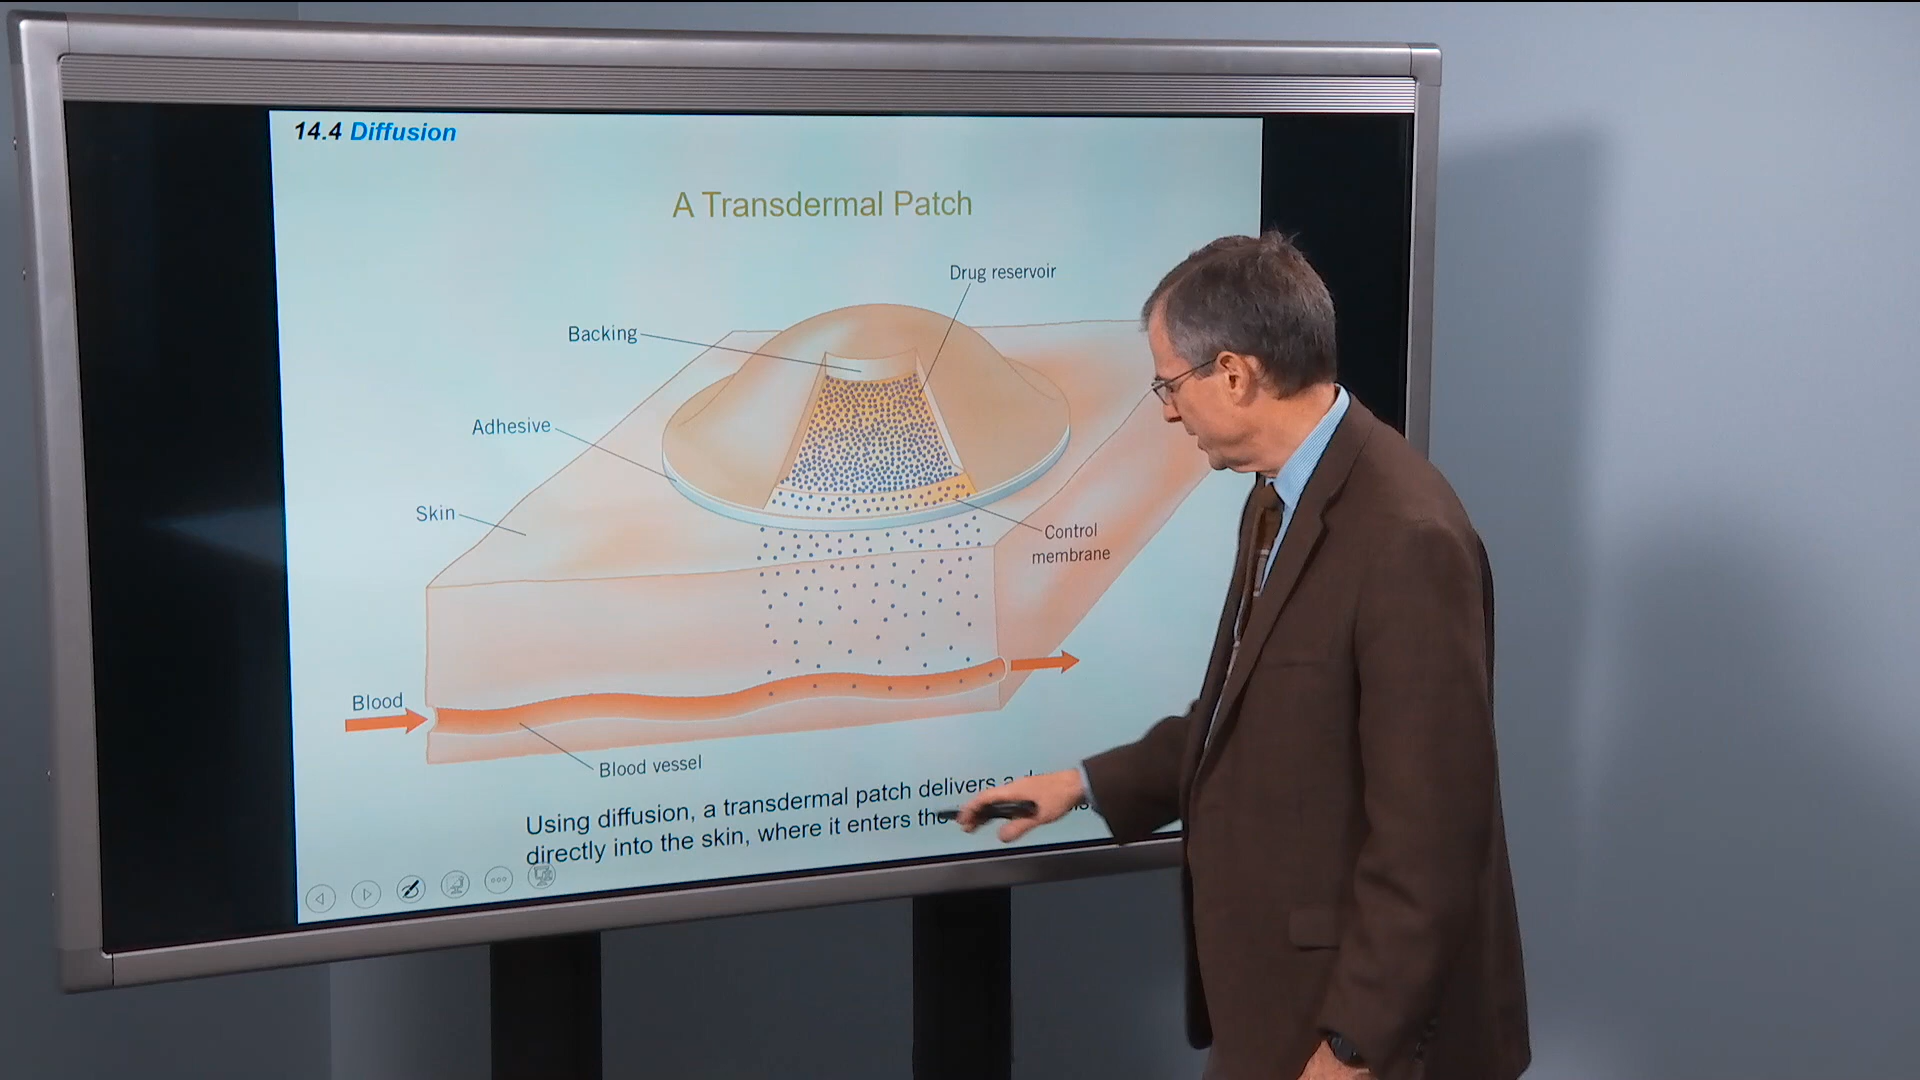 14.4 Diffusion
A Transdermal Patch
Drug reservoir
Backing
Adhesive
Skin
Control
membrane
Blood
Blood vessel
Using diffusion, a transdermal patch delivers a
directly into the skin, where it enters the